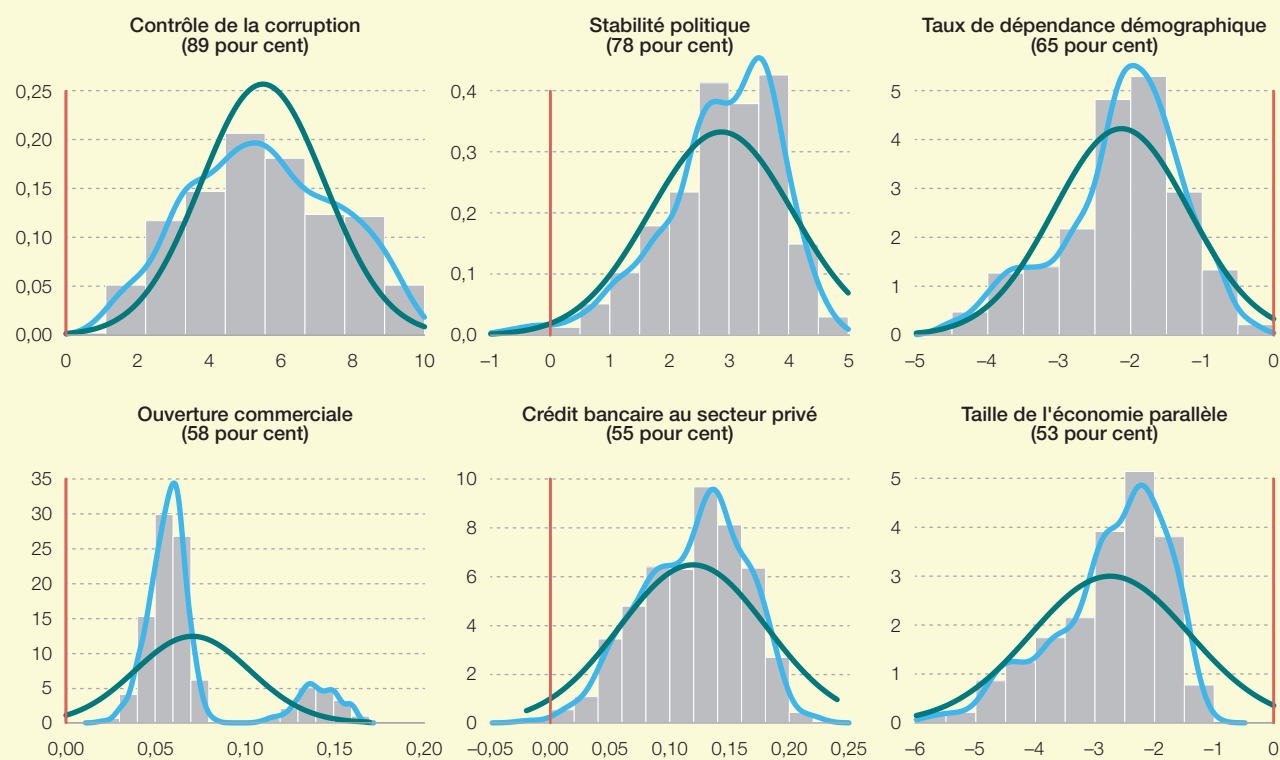 Contrôle de la corruption
(89 pour cent)
0,25
0,20
0,15
0,10
0,05
0,00
0 2 4 6 8 10
Stabilité politique
(78 pour cent)
0,4
0,3
0,2
0,1
0,0
–1 0 1 2 3 4 5
Taux de dépendance démographique
(65 pour cent)
5
4
3
2
1
0
–5 –4 –3 –2 –1 0
Ouverture commerciale
(58 pour cent)
35
30
25
20
15
10
5
0
0,00 0,05 0,10 0,15 0,20
Crédit bancaire au secteur privé
(55 pour cent)
10
8
6
4
2
0
–0,05 0,00 0,05 0,10 0,15 0,20 0,25
Taille de l'économie parallèle
(53 pour cent)
5
4
3
2
1
0
–6 –5 –4 –3 –2 –1 0